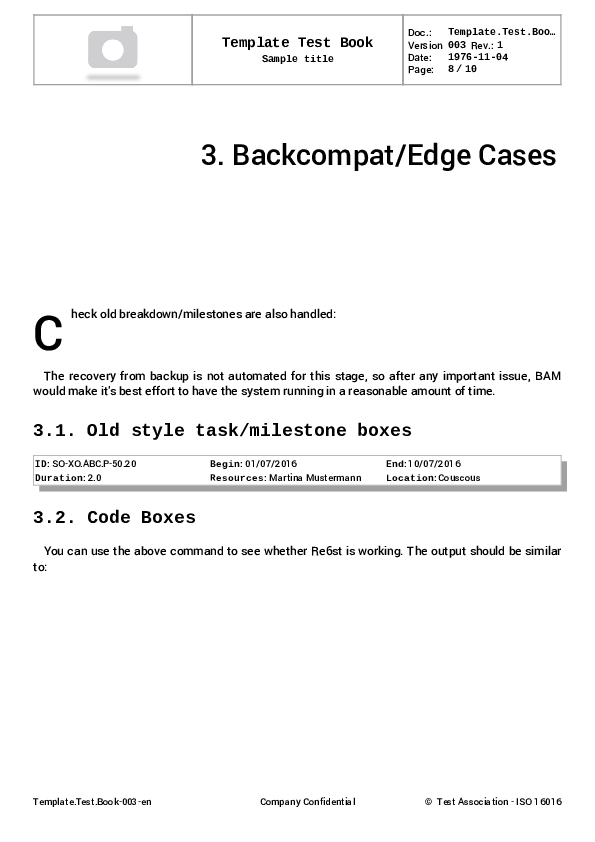 Template Test Book
Sample title
Doc.: Template.Test.Boo…
Version 003 Rev.: 1
Date: 1976-11-04
Page: 8 / 10
3. Backcompat/Edge Cases
Check old breakdown/milestones are also handled:
The recovery from backup is not automated for this stage, so after any important issue, BAM
would make it's best effort to have the system running in a reasonable amount of time.
3.1. Old style task/milestone boxes
ID: SO-XO.ABC.P-50.20 Begin: 01/07/2016 End: 10/07/2016
Duration: 2.0 Resources: Martina Mustermann Location: Couscous
3.2. Code Boxes
You can use the above command to see whether Re6st is working. The output should be similar
to:
Template.Test.Book-003-en Company Confidential © Test Association - ISO 16016